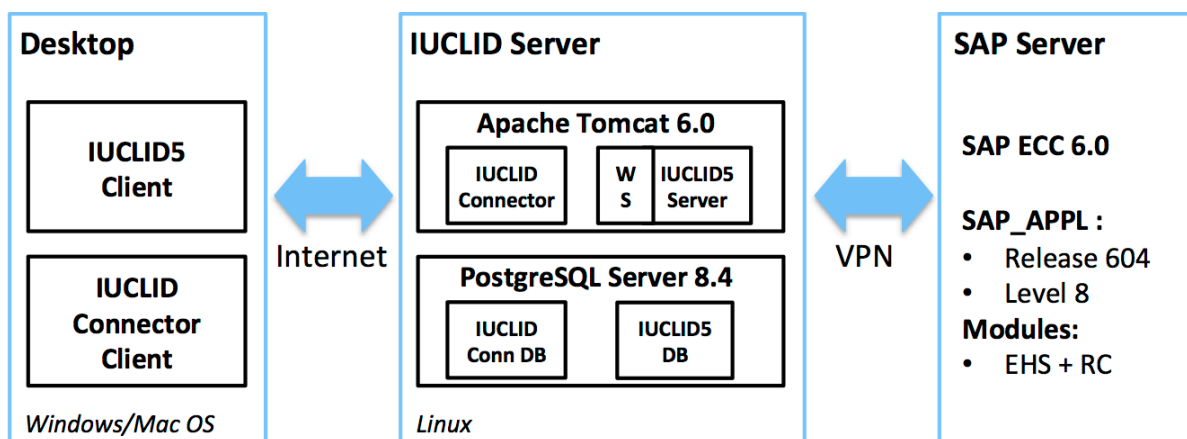 Desktop
IUCLID5
Client
IUCLID
Connector
Client
Windows/Mac OS
Internet
IUCLID Server
Apache Tomcat 6.0
IUCLID
Connector
W
S
IUCLID5
Server
PostgreSQL Server 8.4
IUCLID
Conn DB
IUCLID5
DB
Linux
VPN
SAP Server
SAP ECC 6.0
SAP_APPL :
• Release 604
• Level 8
Modules:
• EHS + RC